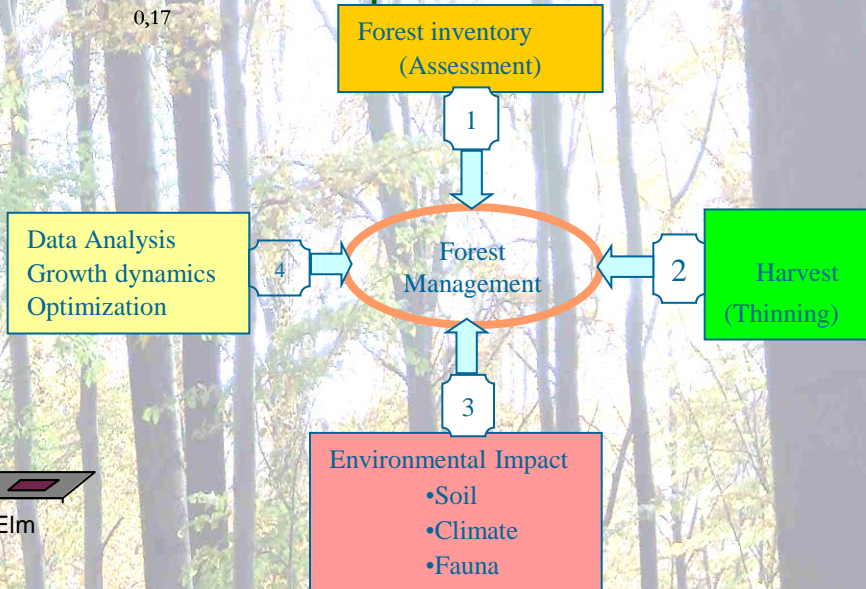 0,17
Forest inventory
(Assessment)
1
Data Analysis
Growth dynamics
Optimization
4
Forest
Management
2
Harvest
(Thinning)
3
Environmental Impact
•Soil
•Climate
•Fauna
Elm